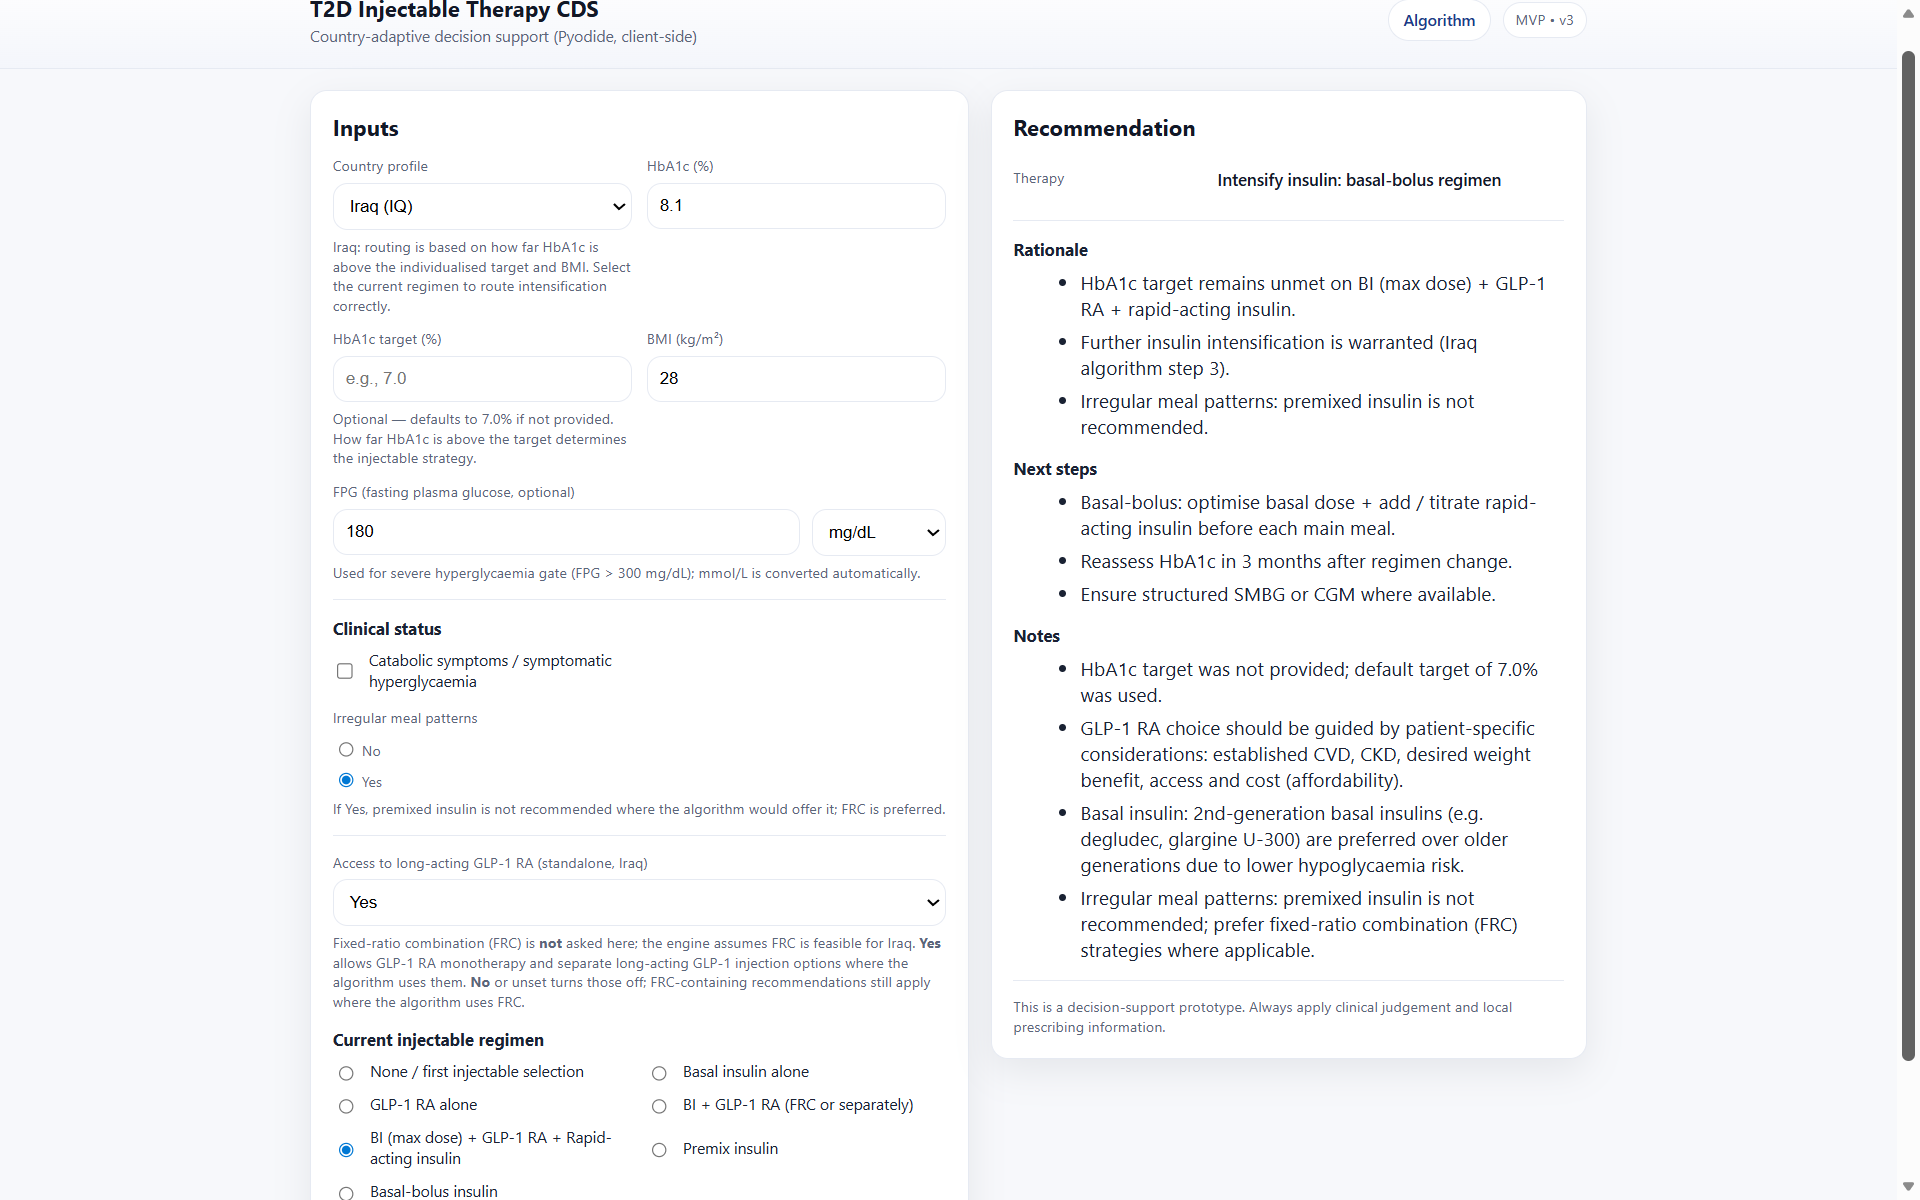 T2D Injectable Therapy CDS
Country-adaptive decision support (Pyodide, client-side)
Algorithm
MVP • v3
Inputs
Country profile
HbA1c (%)
Iraq (IQ)
8.1
Iraq: routing is based on how far HbA1c is
above the individualised target and BMI. Select
the current regimen to route intensification
correctly.
HbA1c target (%)
BMI (kg/m²)
e.g., 7.0
28
Optional — defaults to 7.0% if not provided.
How far HbA1c is above the target determines
the injectable strategy.
FPG (fasting plasma glucose, optional)
180
mg/dL
Used for severe hyperglycaemia gate (FPG > 300 mg/dL); mmol/L is converted automatically.
Clinical status
Catabolic symptoms / symptomatic
hyperglycaemia
Irregular meal patterns
No
Yes
If Yes, premixed insulin is not recommended where the algorithm would offer it; FRC is preferred.
Access to long-acting GLP-1 RA (standalone, Iraq)
Yes
Fixed-ratio combination (FRC) is not asked here; the engine assumes FRC is feasible for Iraq. Yes
allows GLP-1 RA monotherapy and separate long-acting GLP-1 injection options where the
algorithm uses them. No or unset turns those off; FRC-containing recommendations still apply
where the algorithm uses FRC.
Current injectable regimen
None / first injectable selection
Basal insulin alone
GLP-1 RA alone
BI + GLP-1 RA (FRC or separately)
BI (max dose) + GLP-1 RA + Rapid-
acting insulin
Premix insulin
Basal-bolus insulin
Recommendation
Therapy
Intensify insulin: basal-bolus regimen
Rationale
• HbA1c target remains unmet on BI (max dose) + GLP-1
RA + rapid-acting insulin.
• Further insulin intensification is warranted (Iraq
algorithm step 3).
• Irregular meal patterns: premixed insulin is not
recommended.
Next steps
• Basal-bolus: optimise basal dose + add / titrate rapid-
acting insulin before each main meal.
• Reassess HbA1c in 3 months after regimen change.
• Ensure structured SMBG or CGM where available.
Notes
• HbA1c target was not provided; default target of 7.0%
was used.
• GLP-1 RA choice should be guided by patient-specific
considerations: established CVD, CKD, desired weight
benefit, access and cost (affordability).
• Basal insulin: 2nd-generation basal insulins (e.g.
degludec, glargine U-300) are preferred over older
generations due to lower hypoglycaemia risk.
• Irregular meal patterns: premixed insulin is not
recommended; prefer fixed-ratio combination (FRC)
strategies where applicable.
This is a decision-support prototype. Always apply clinical judgement and local
prescribing information.